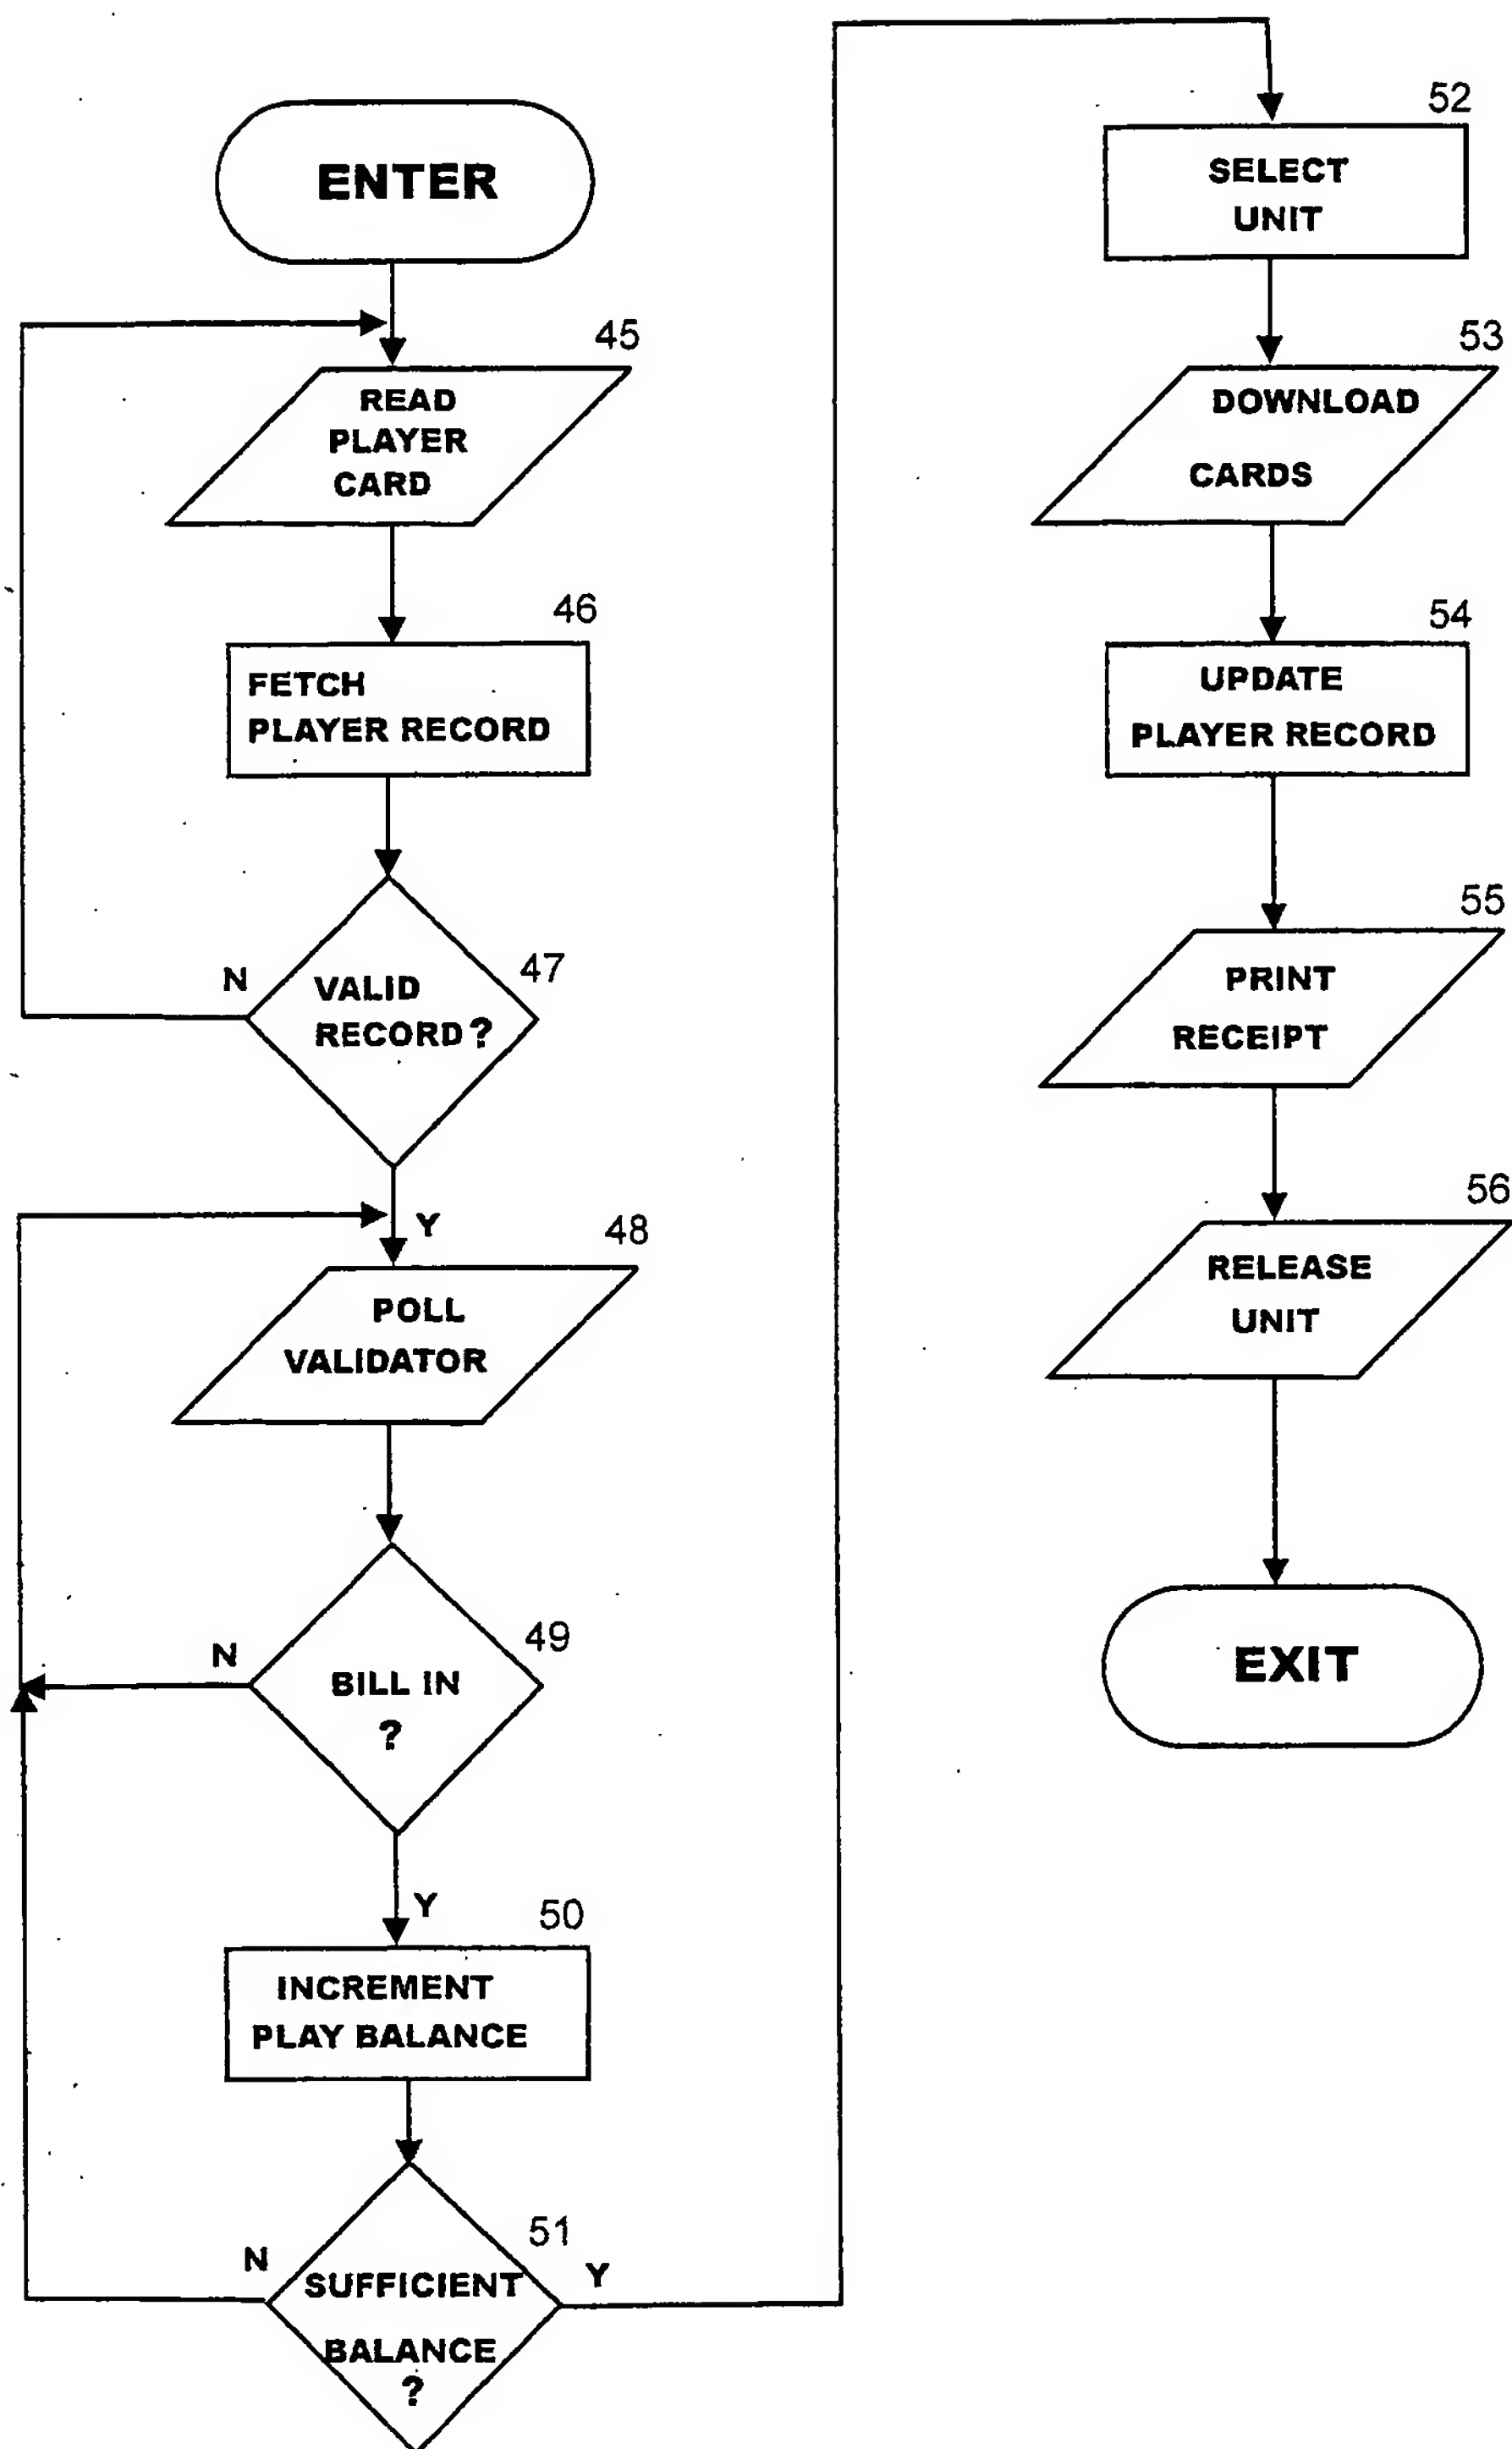 ENTER
45
READ
PLAYER
CARD
46
FETCH
PLAYER RECORD
N
47
VALID
RECORD?
Y
48
POLL
VALIDATOR
N
49
BILL IN
?
Y
50
INCREMENT
PLAY BALANCE
N
51
Y
SUFFICIENT
BALANCE
?
52
SELECT
UNIT
53
DOWNLOAD
CARDS
54
UPDATE
PLAYER RECORD
55
PRINT
RECEIPT
56
RELEASE
UNIT
EXIT